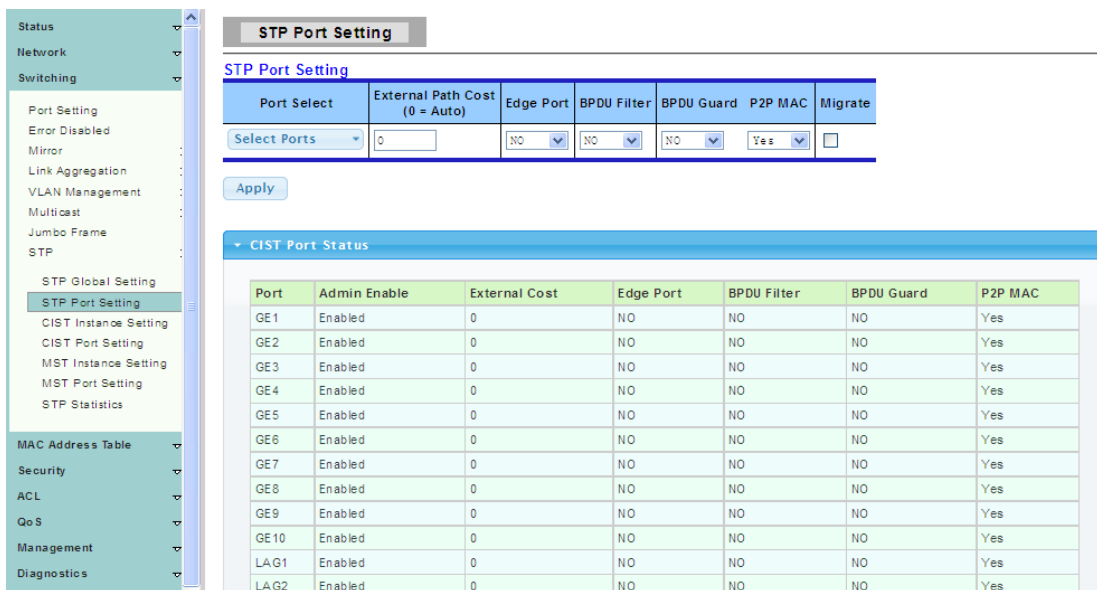 Status
Network
Switching
Port Setting
Error Disabled
Mirror
Link Aggregation
VLAN Management
Multicast
Jumbo Frame
STP
STP Global Setting
STP Port Setting
CIST Instance Setting
CIST Port Setting
MST Instance Setting
MST Port Setting
STP Statistics
MAC Address Table
Security
ACL
QoS
Management
Diagnostics
STP Port Setting
STP Port Setting
Port Select External Path Cost (0 = Auto) Edge Port BPDU Filter BPDU Guard P2P MAC Migrate
Select Ports 0 NO NO NO Yes
Apply
CIST Port Status
Port Admin Enable External Cost Edge Port BPDU Filter BPDU Guard P2P MAC
GE1 Enabled 0 NO NO NO Yes
GE2 Enabled 0 NO NO NO Yes
GE3 Enabled 0 NO NO NO Yes
GE4 Enabled 0 NO NO NO Yes
GE5 Enabled 0 NO NO NO Yes
GE6 Enabled 0 NO NO NO Yes
GE7 Enabled 0 NO NO NO Yes
GE8 Enabled 0 NO NO NO Yes
GE9 Enabled 0 NO NO NO Yes
GE10 Enabled 0 NO NO NO Yes
LAG1 Enabled 0 NO NO NO Yes
LAG2 Enabled 0 NO NO NO Yes